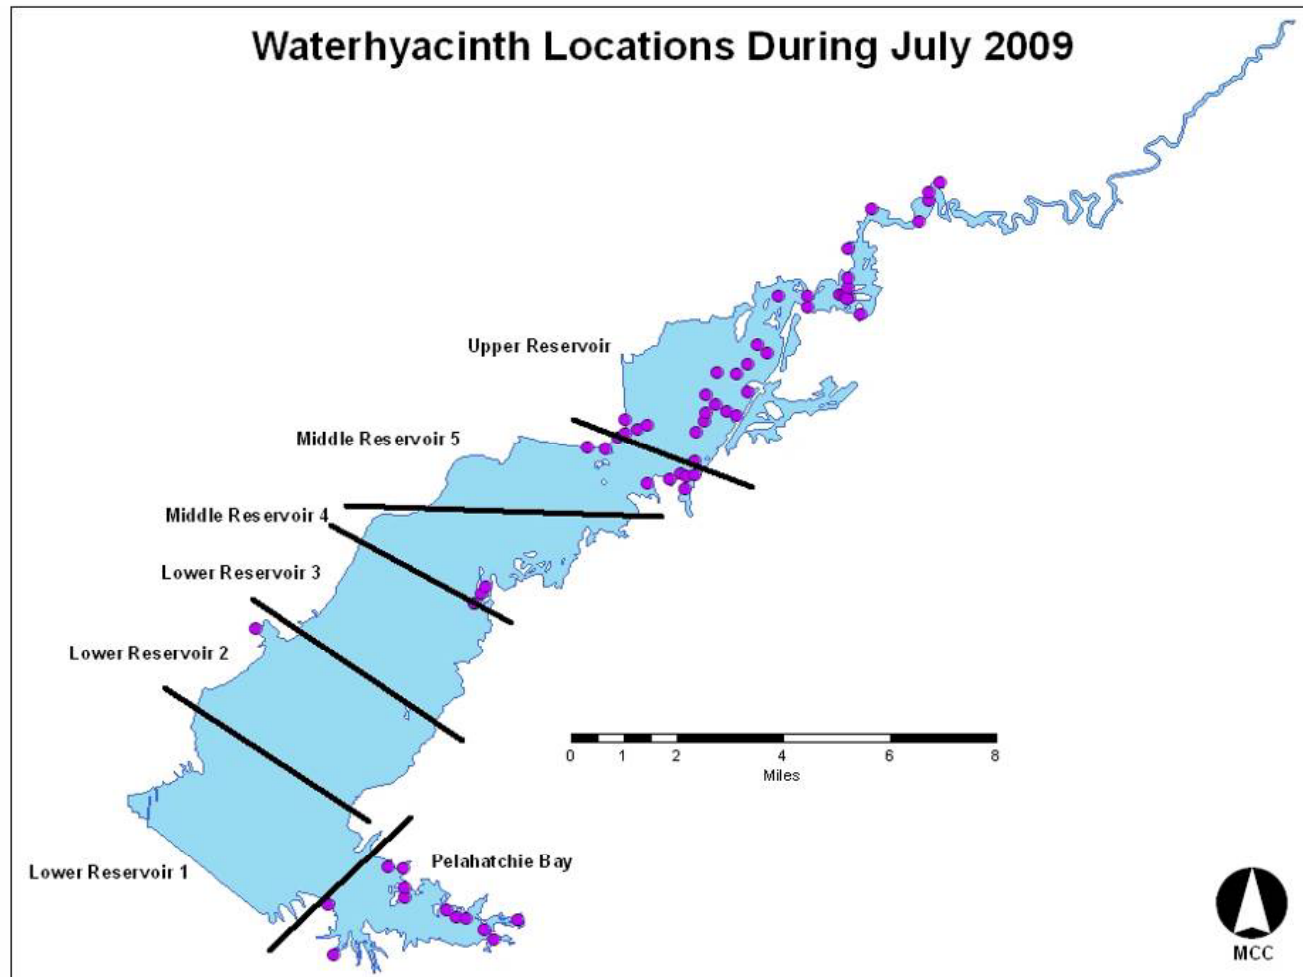 Waterhyacinth Locations During July 2009
Upper Reservoir
Middle Reservoir 5
Middle Reservoir 4
Lower Reservoir 3
Lower Reservoir 2
0 1 2 4 6 8
Miles
Pelahatchie Bay
Lower Reservoir 1
MCC